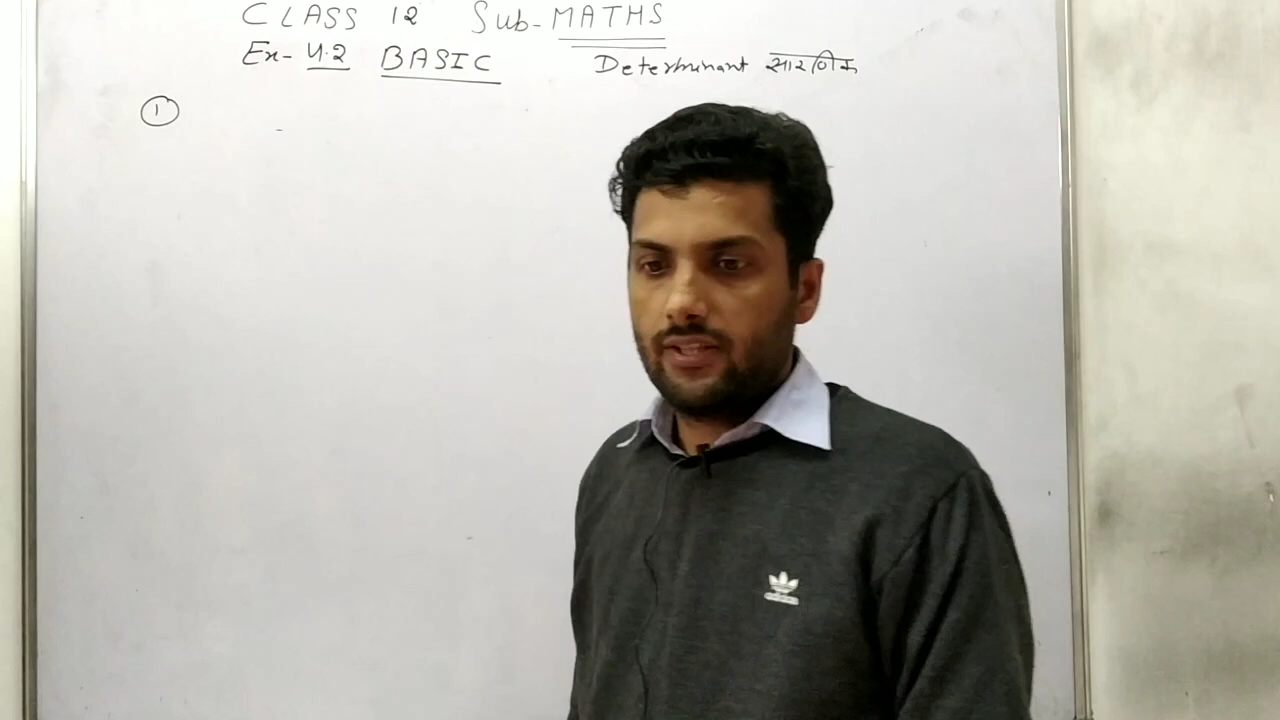 CLASS 12 Sub-MATHS
Ex- 4.2 BASIC Determinant सारणिक
1